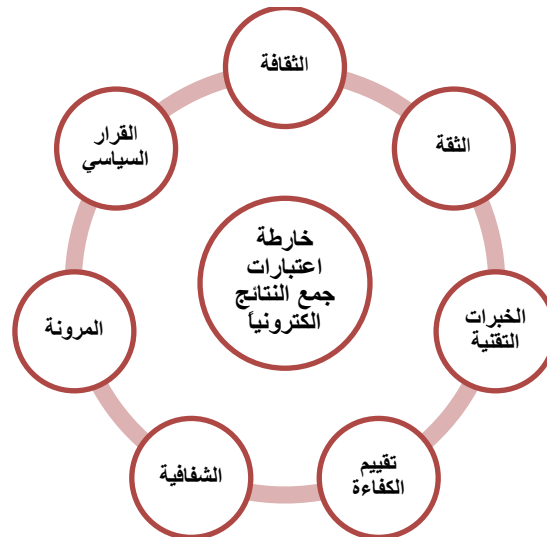 الثقافة
الثقة
الخبرات
التقنية
تقييم
الكفاءة
الشفافية
المرونة
القرار
السياسي
خارطة
اعتبارات
جمع النتائج
الكترونياً